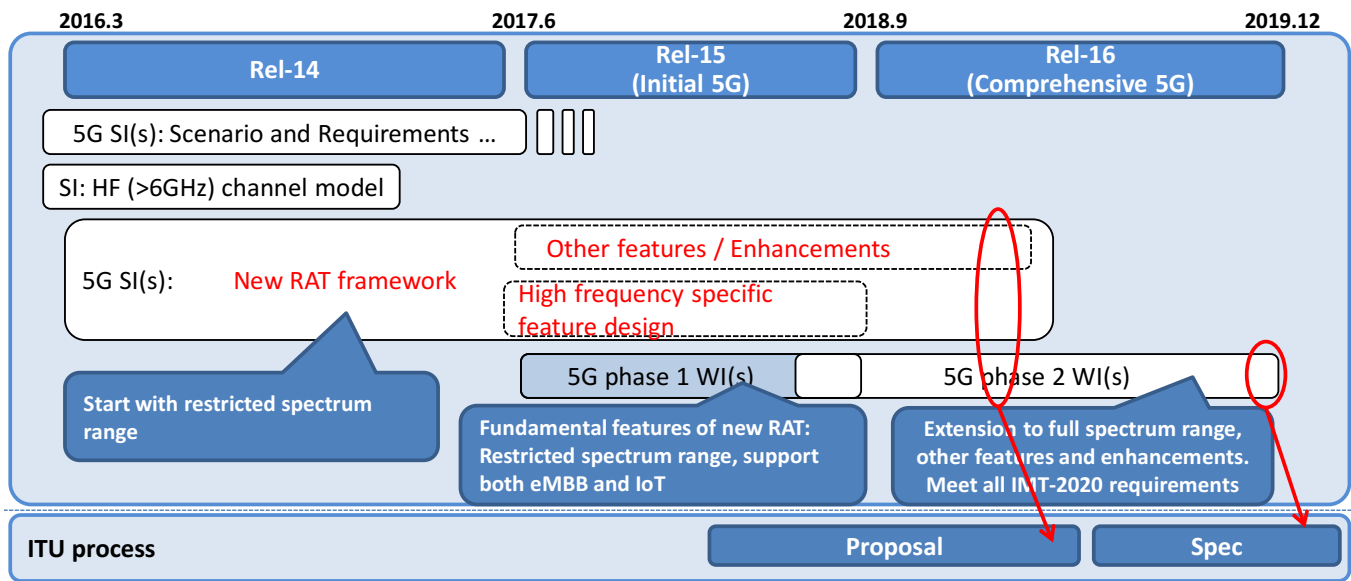 2016.3
2017.6
2018.9
2019.12
Rel-14
Rel-15
(Initial 5G)
Rel-16
(Comprehensive 5G)
5G SI(s): Scenario and Requirements ...
SI: HF (>6GHz) channel model
Other features / Enhancements
5G SI(s):
New RAT framework
High frequency specific
feature design
5G phase 1 WI(s)
5G phase 2 WI(s)
Start with restricted spectrum
range
Fundamental features of new RAT:
Restricted spectrum range, support
both eMBB and IoT
Extension to full spectrum range,
other features and enhancements.
Meet all IMT-2020 requirements
ITU process
Proposal
Spec